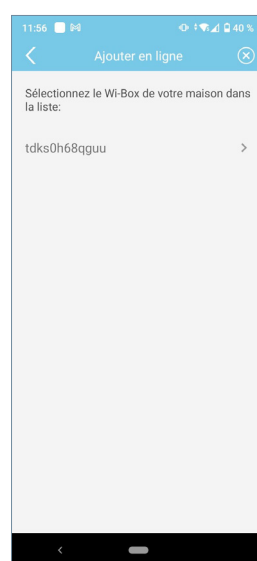 11:56 40 %
Ajouter en ligne
Sélectionnez le Wi-Box de votre maison dans
la liste:
tdks0h68qguu